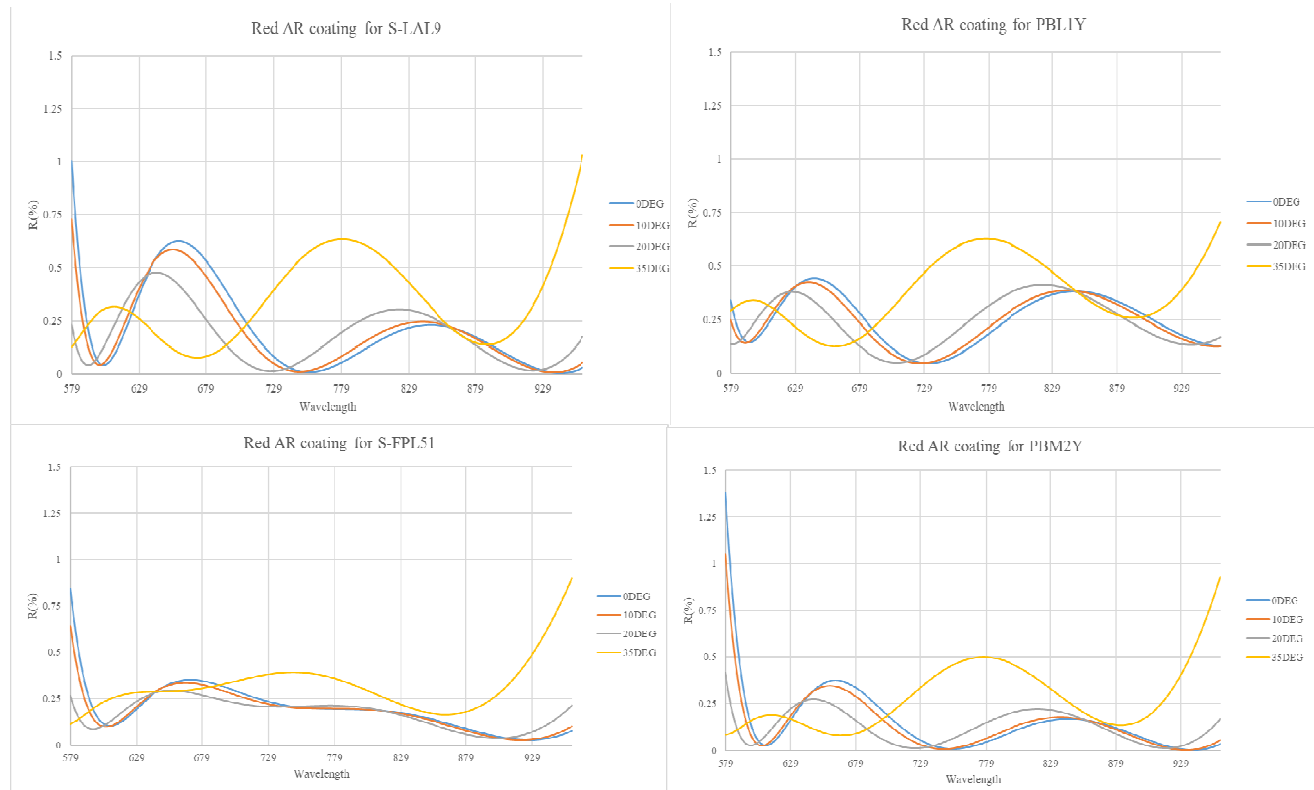 Red AR coating for S-LAL9
1.5
1.25
1
0.75
0.5
0.25
0
R(%)
579 629 679 729 779 829 879 929
Wavelength
0DEG
10DEG
20DEG
35DEG
Red AR coating for PBL1Y
1.5
1.25
1
0.75
0.5
0.25
0
R(%)
579 629 679 729 779 829 879 929
Wavelength
0DEG
10DEG
20DEG
35DEG
Red AR coating for S-FPL51
1.5
1.25
1
0.75
0.5
0.25
0
R(%)
579 629 679 729 779 829 879 929
Wavelength
0DEG
10DEG
20DEG
35DEG
Red AR coating for PBM2Y
1.5
1.25
1
0.75
0.5
0.25
0
R(%)
579 629 679 729 779 829 879 929
Wavelength
0DEG
10DEG
20DEG
35DEG